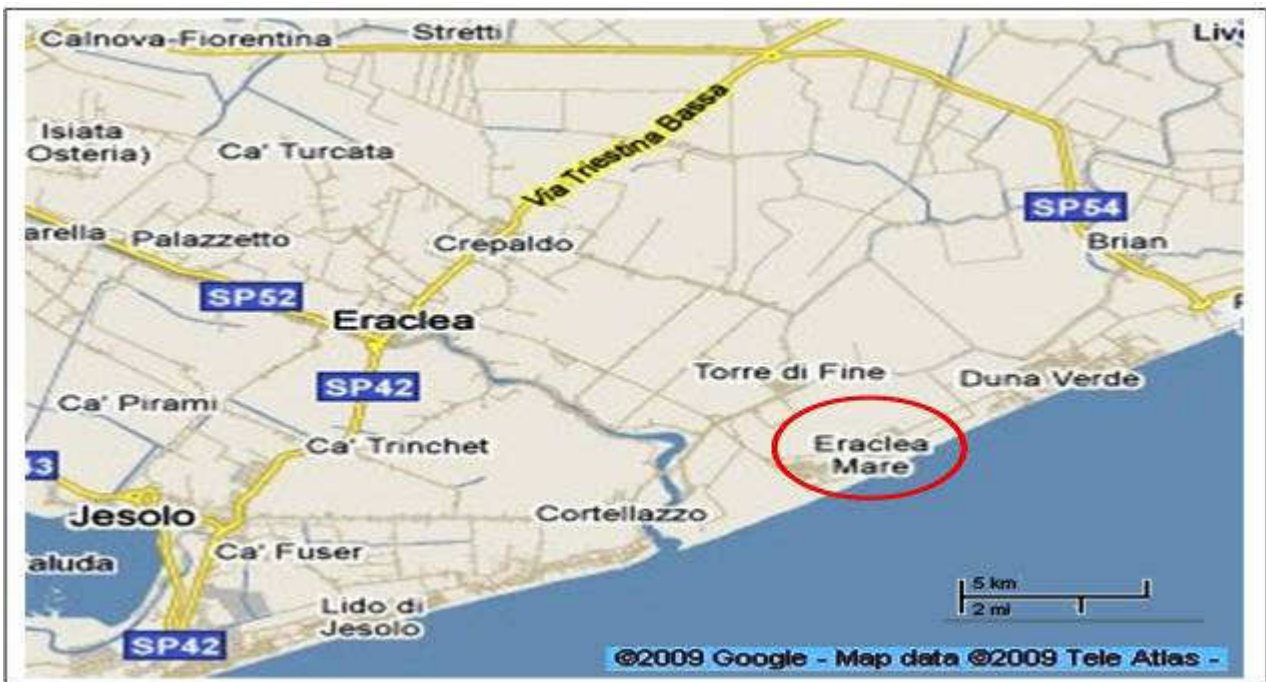 Calnova-Fiorentina
Stretti
Liv
Isiata
Osteria)
Ca' Turcata
Via Triestina Bassa
SP54
arella
Palazzetto
Crepaldo
Brian
SP52
Eraclea
SP42
Torre di Fine
Duna Verde
Ca' Pirami
Ca' Trinchet
Eraclea
Mare
Jesolo
Cortellazzo
Ca' Fuser
aluda
Lido di
Jesolo
5 km
2 mi
SP42
©2009 Google - Map data ©2009 Tele Atlas -